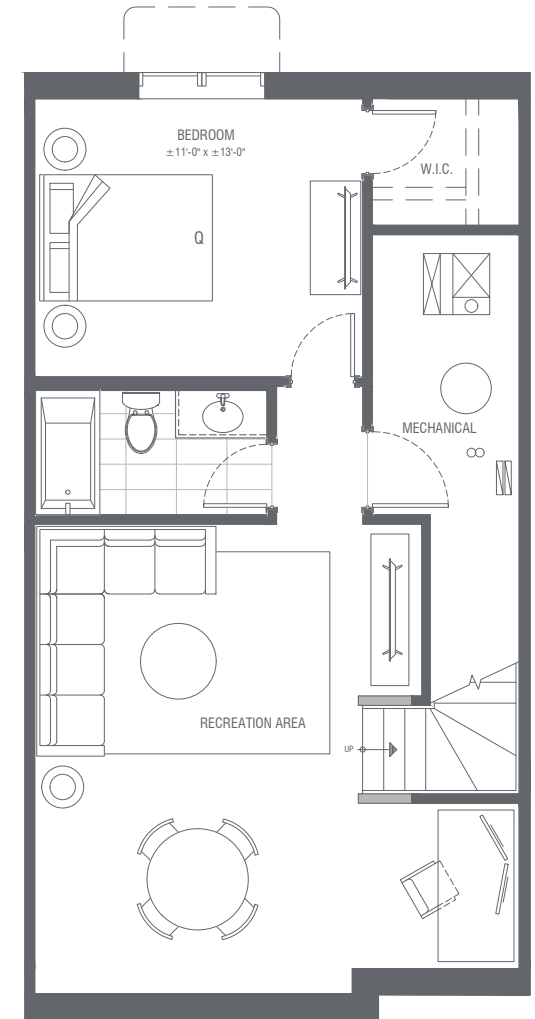 BEDROOM
±11'-0" x ±13'-0"
W.I.C.
Q
MECHANICAL
RECREATION AREA
UP